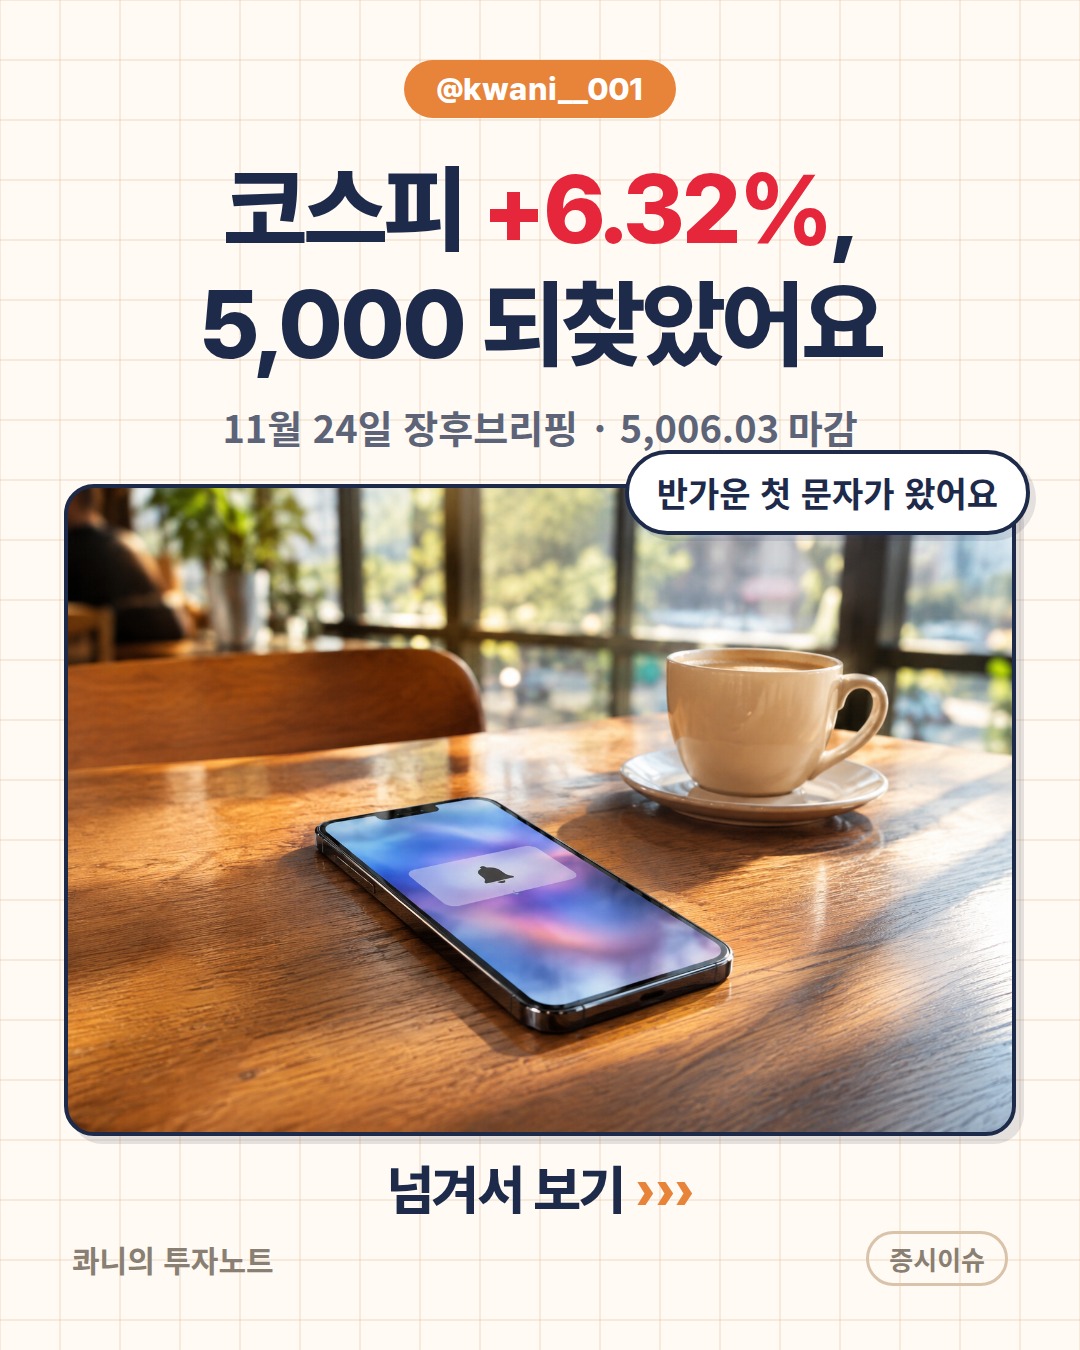 @kwani__001
코스피 +6.32%,
5,000 되찾았어요
11월 24일 장후브리핑 · 5,006.03 마감
반가운 첫 문자가 왔어요
넘겨서 보기 ›››
콰니의 투자노트
증시이슈